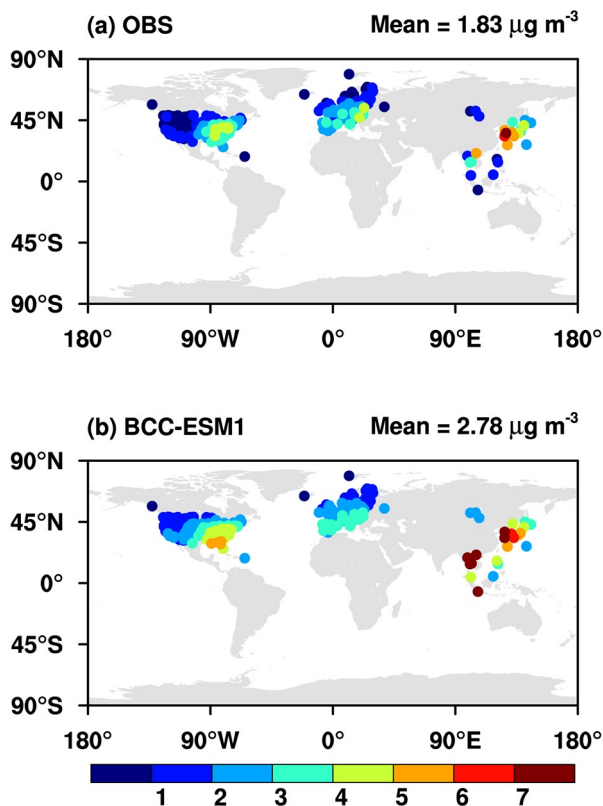 (a) OBS Mean = 1.83 μg m⁻³
90°N
45°N
0°
45°S
90°S
180° 90°W 0° 90°E 180°
(b) BCC-ESM1 Mean = 2.78 μg m⁻³
90°N
45°N
0°
45°S
90°S
180° 90°W 0° 90°E 180°
1 2 3 4 5 6 7